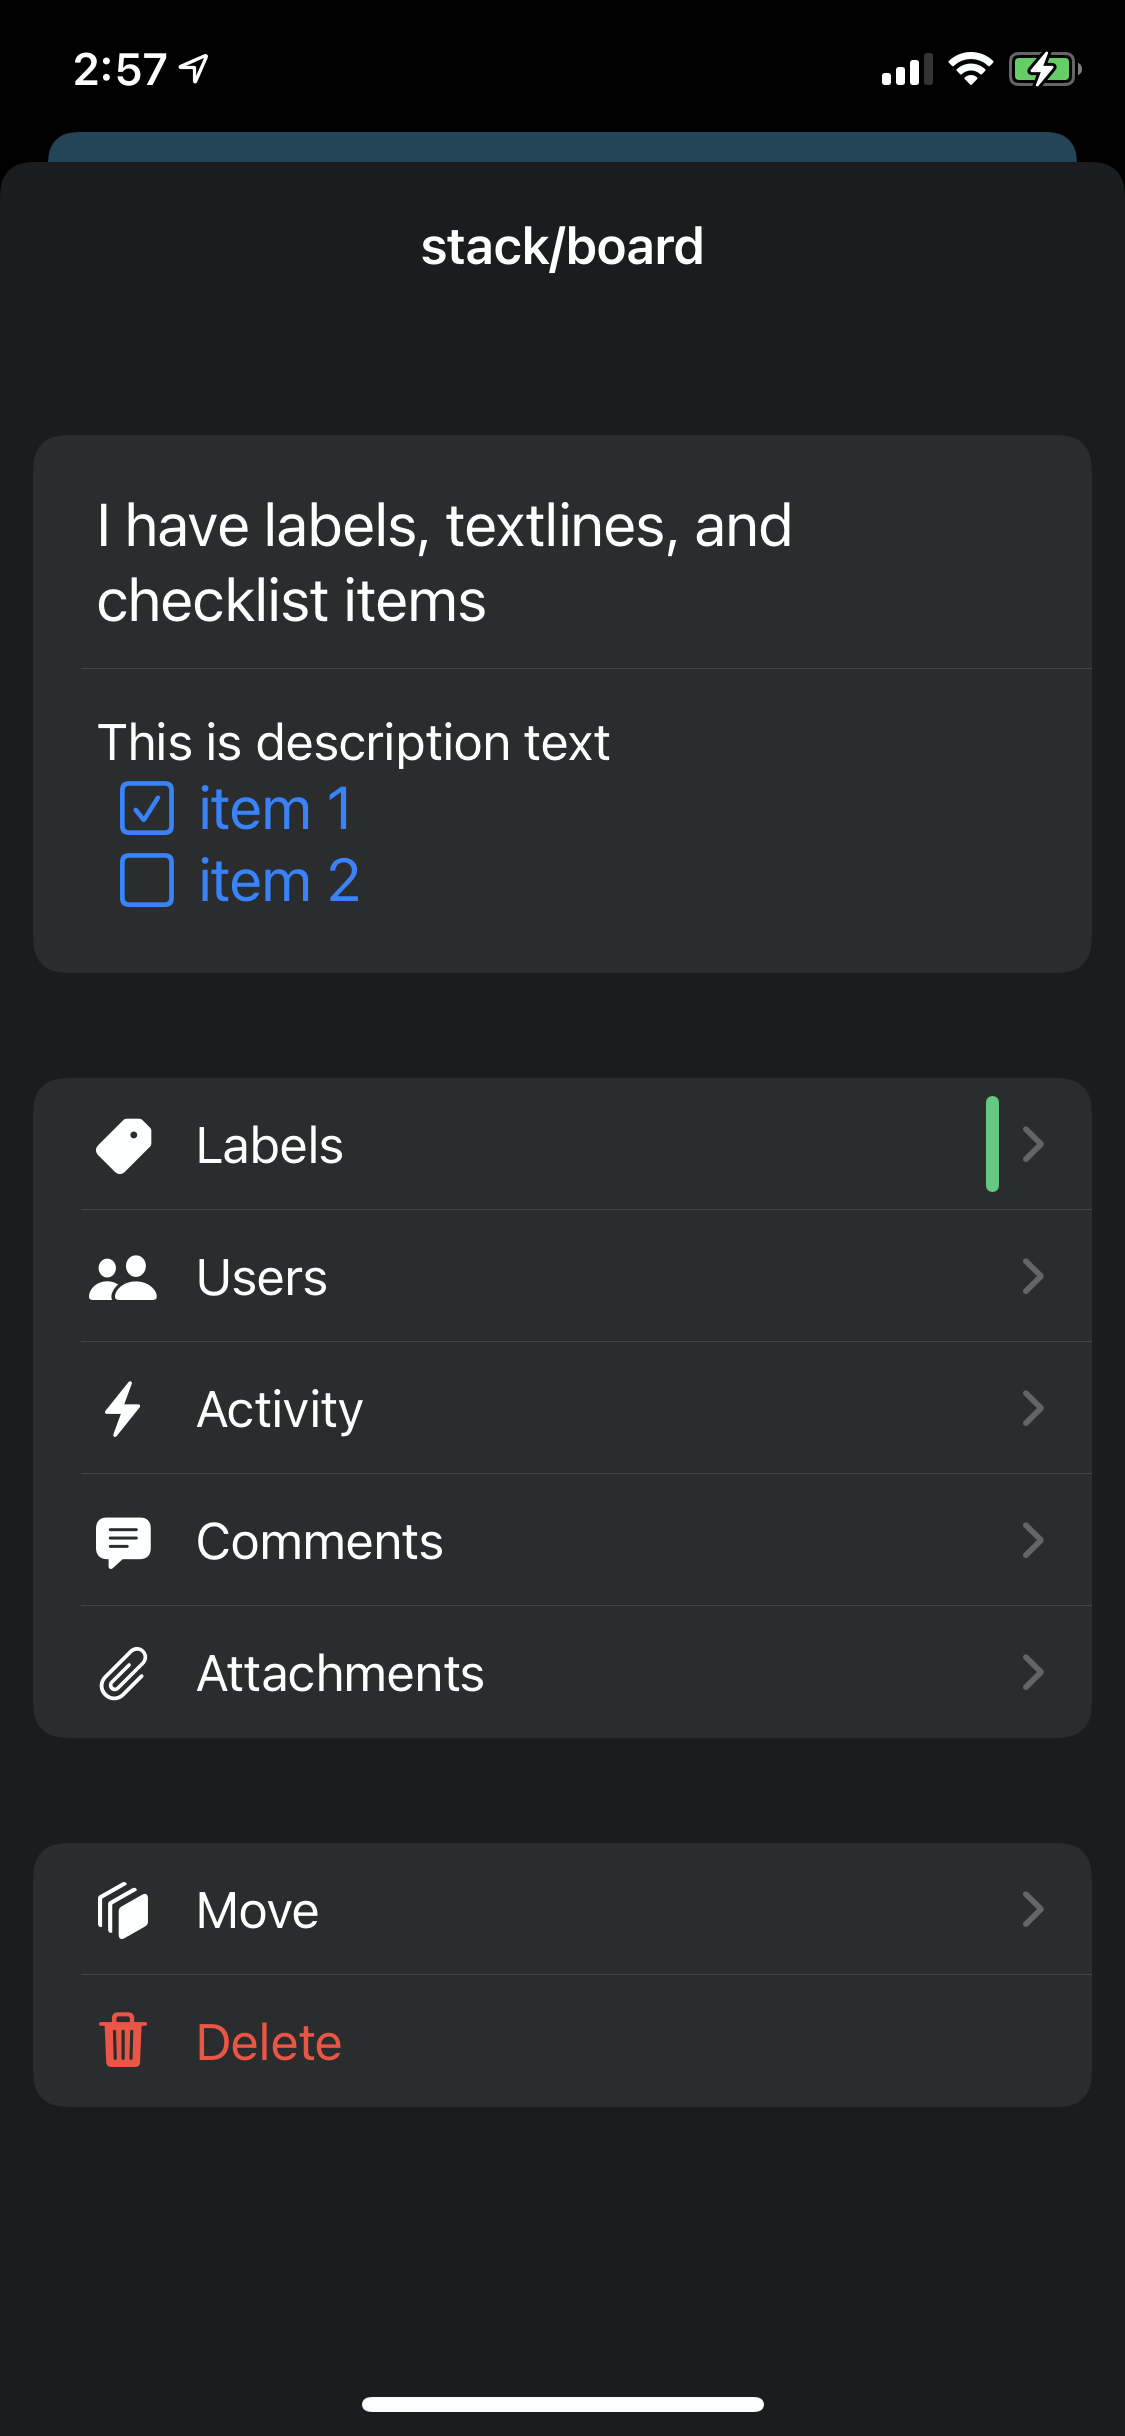 2:57
stack/board
I have labels, textlines, and
checklist items
This is description text
item 1
item 2
Labels
Users
Activity
Comments
Attachments
Move
Delete